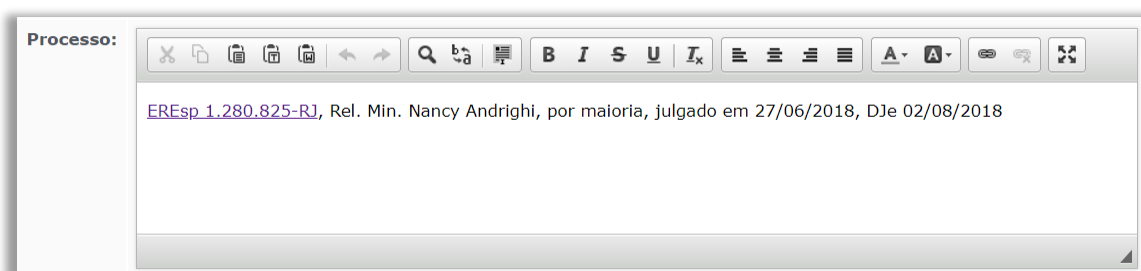 Processo:
B I S U Ix A A
EREsp 1.280.825-RJ, Rel. Min. Nancy Andrighi, por maioria, julgado em 27/06/2018, DJe 02/08/2018